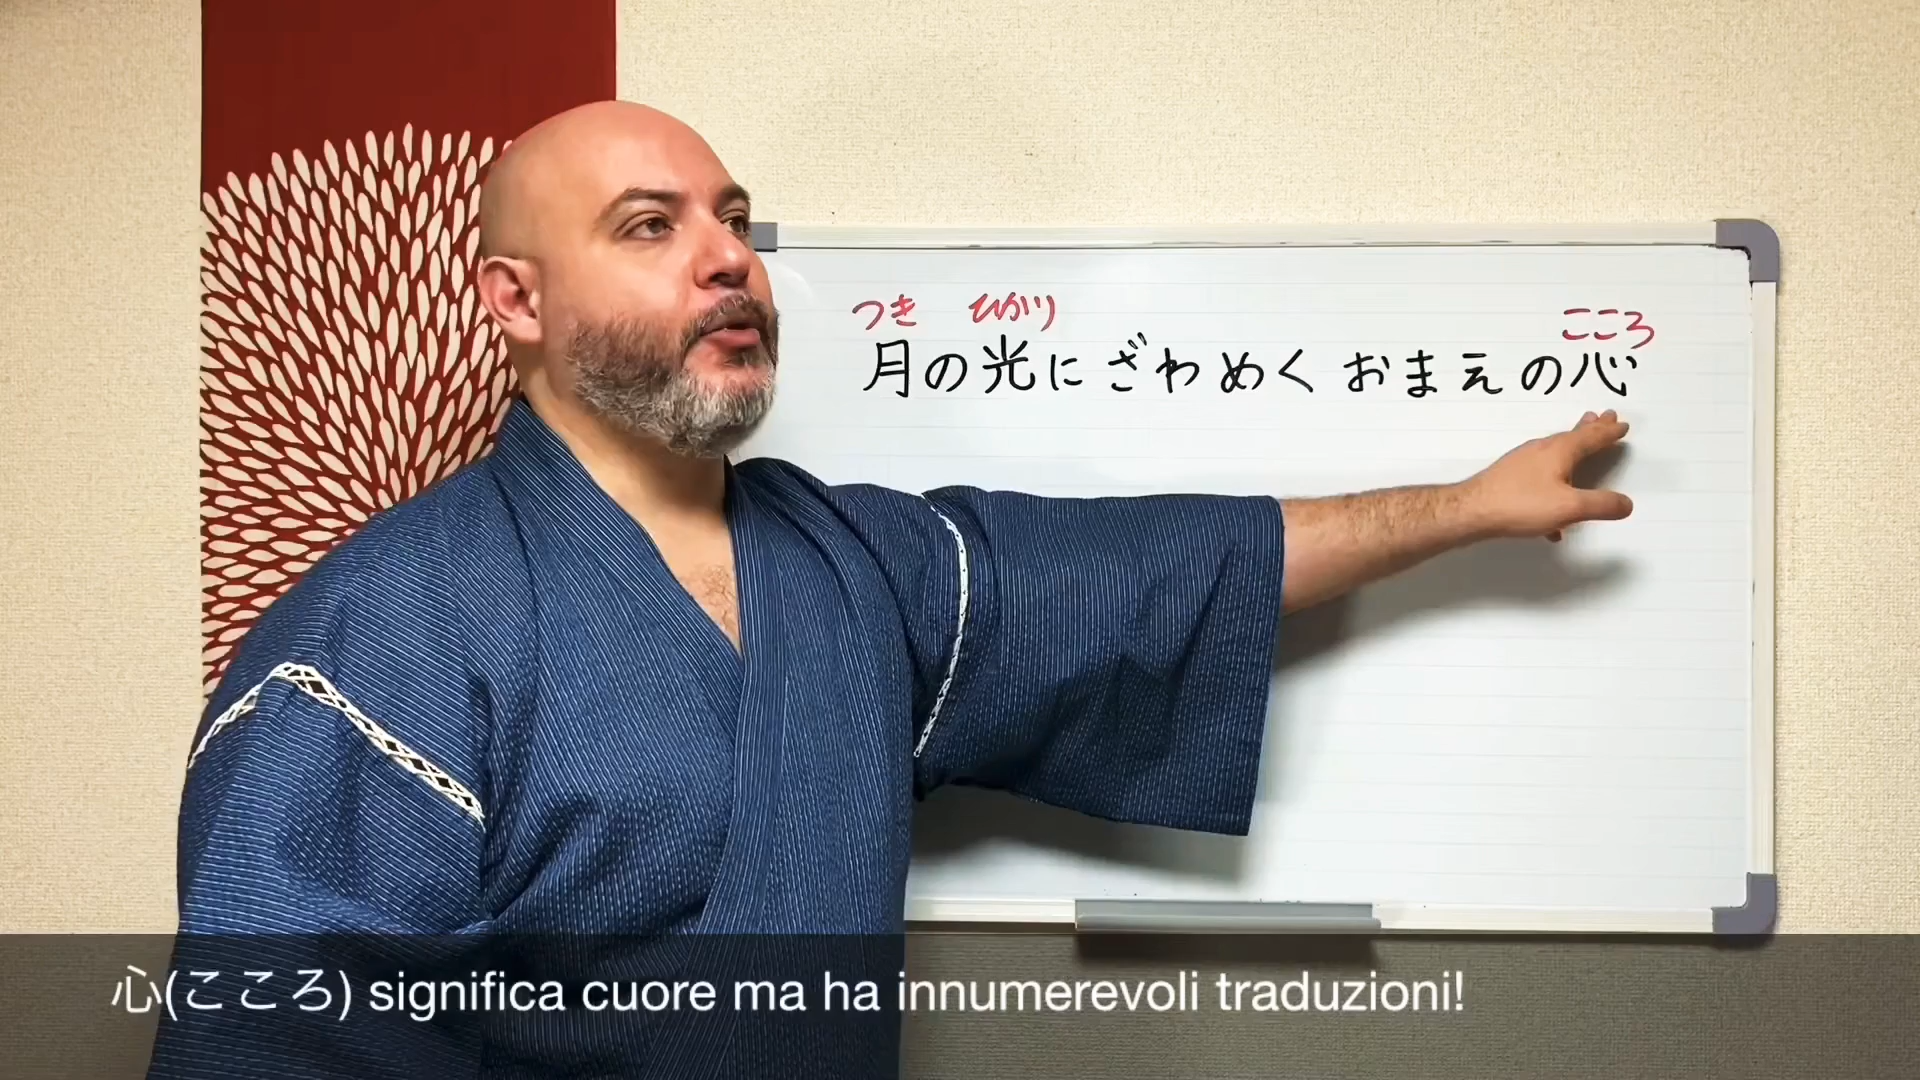 つき ひかり こころ
月の光にざわめくおまえの心
心(こころ) significa cuore ma ha innumerevoli traduzioni!